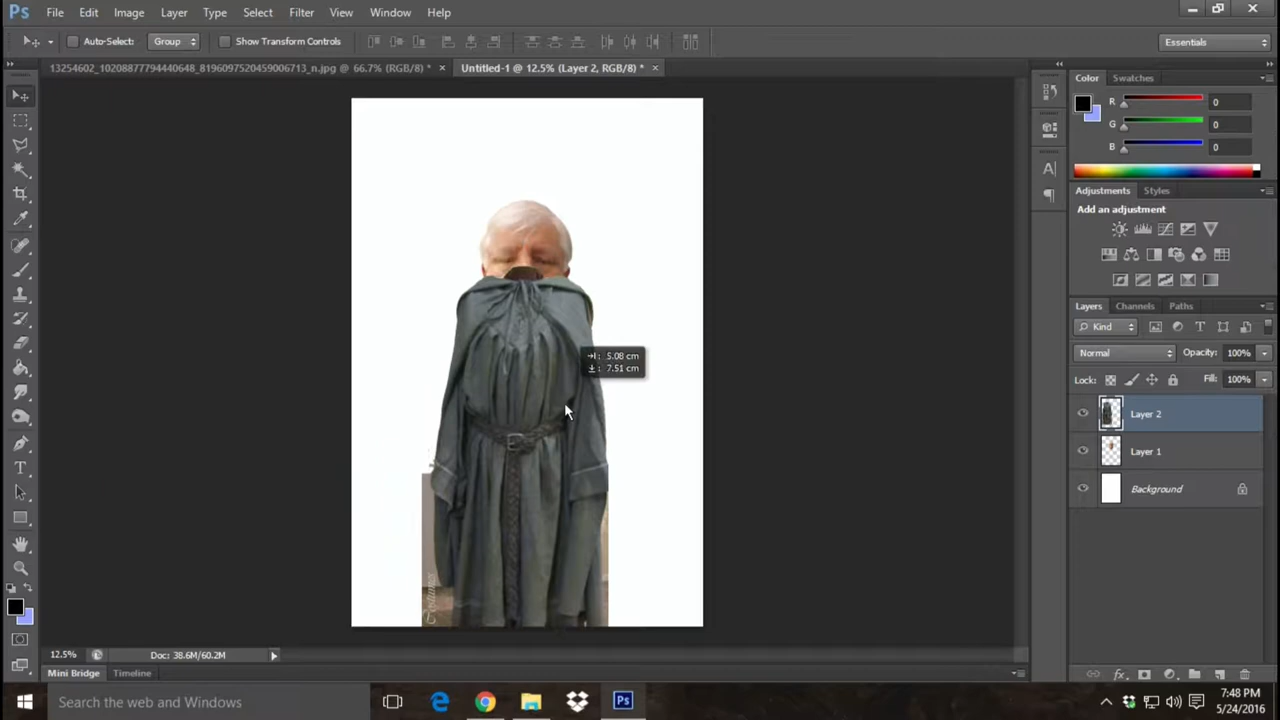 Ps File Edit Image Layer Type Select Filter View Window Help
Auto-Select: Group Show Transform Controls Essentials
13254602_10208877794440648_8196097520459006713_n.jpg @ 66.7% (RGB/8) * × Untitled-1 @ 12.5% (Layer 2, RGB/8) * ×
Color Swatches
R 0
G 0
B 0
Adjustments Styles
Add an adjustment
Layers Channels Paths
Kind
Normal Opacity: 100%
Lock: Fill: 100%
Layer 2
Layer 1
Background
5.08 cm
7.51 cm
Costumes
12.5% Doc: 38.6M/60.2M
Mini Bridge Timeline
Search the web and Windows
7:48 PM
5/24/2016